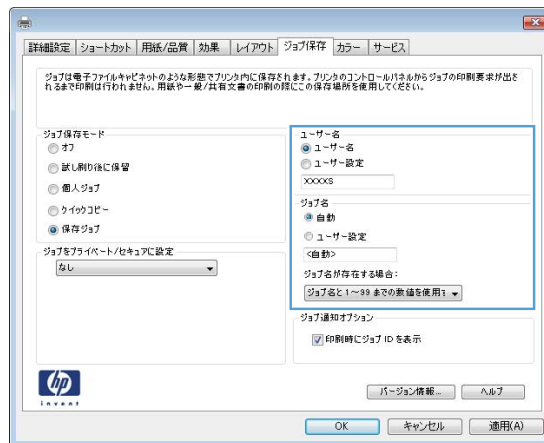 詳細設定 ショートカット 用紙/品質 効果 レイアウト ジョブ保存 カラー サービス
ジョブは電子ファイルキャビネットのような形態でプリンタ内に保存されます。プリンタのコントロールパネルからジョブの印刷要求が出さ
れるまで印刷は行われません。用紙や一般/共有文書の印刷の際にこの保存場所を使用してください。
ジョブ保存モード
オフ
試し刷り後に保留
個人ジョブ
クイックコピー
保存ジョブ
ジョブをプライベート/セキュアに設定
なし
ユーザー名
ユーザー名
ユーザー設定
XXXXS
ジョブ名
自動
ユーザー設定
<自動>
ジョブ名が存在する場合:
ジョブ名と1~99までの数値を使用す
ジョブ通知オプション
印刷時にジョブ ID を表示
hp
invent
バージョン情報... ヘルプ
OK キャンセル 適用(A)